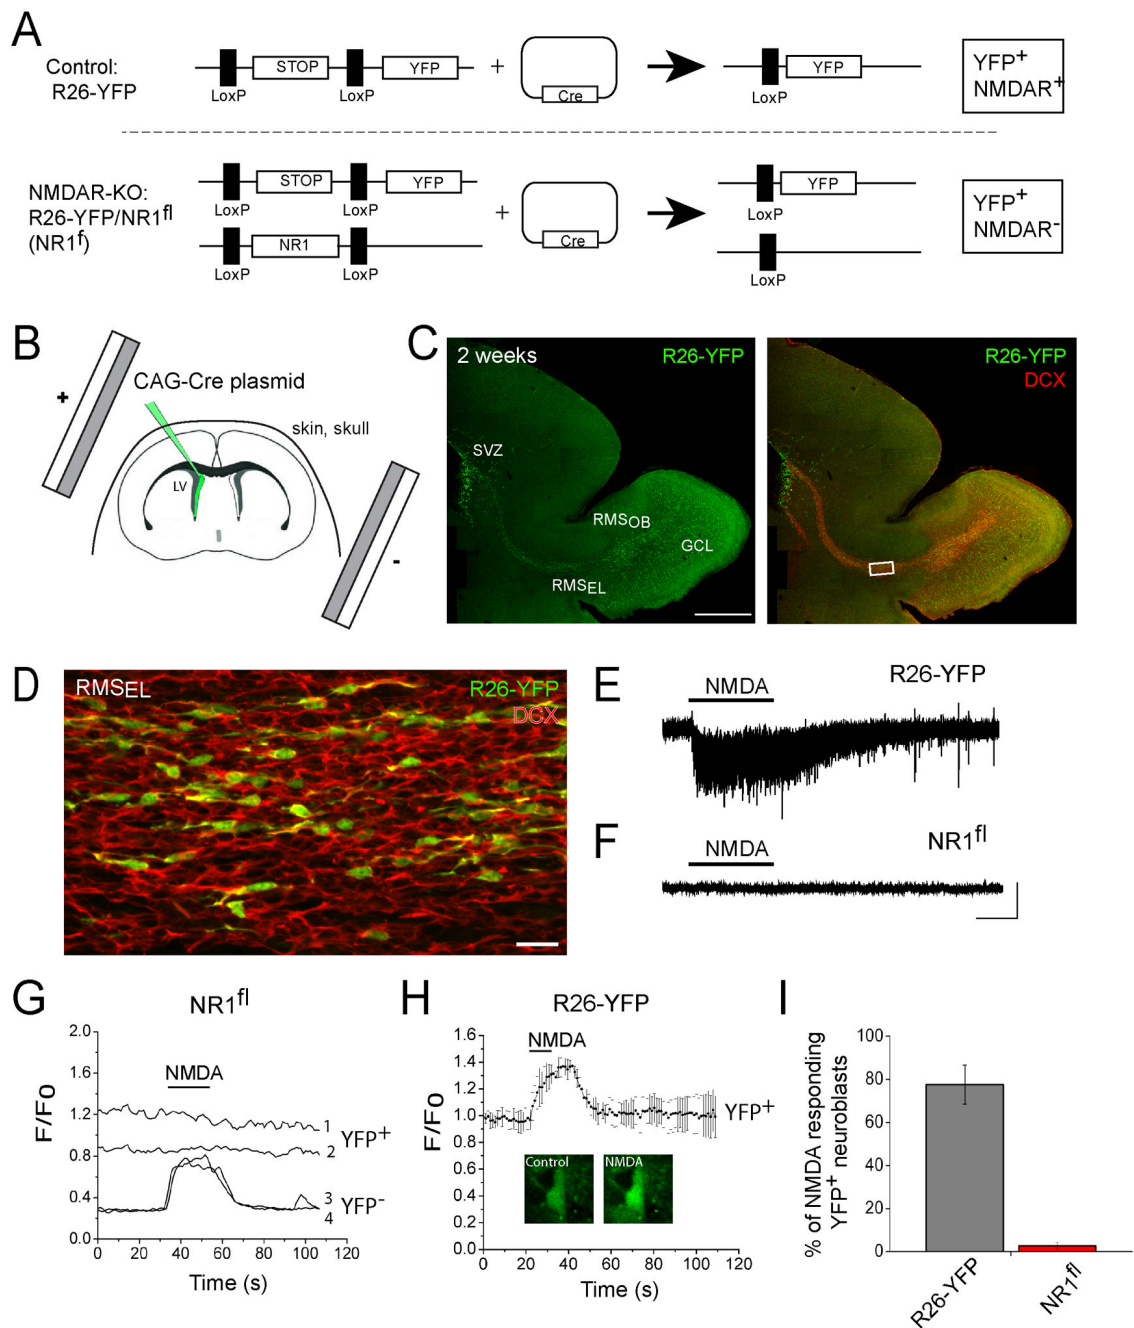 A
Control:
R26-YFP
STOP
YFP
LoxP
LoxP
+
Cre
YFP
LoxP
YFP+
NMDAR+
NMDAR-KO:
R26-YFP/NR1fl
(NR1f)
STOP
YFP
LoxP
LoxP
NR1
LoxP
LoxP
+
Cre
YFP
LoxP
LoxP
YFP+
NMDAR-
B
+
CAG-Cre plasmid
skin, skull
LV
-
C
2 weeks
R26-YFP
SVZ
RMSOB
GCL
RMSEL
R26-YFP
DCX
D
RMSEL
R26-YFP
DCX
E
R26-YFP
NMDA
F
NR1fl
NMDA
G
NR1fl
NMDA
F/Fo
2.0
1.6
1.2
0.8
0.4
0.0
1
YFP+
2
3
YFP-
4
0 20 40 60 80 100 120
Time (s)
H
R26-YFP
NMDA
F/Fo
1.6
1.4
1.2
1.0
0.8
0.6
0.4
0.2
0.0
YFP+
Control
NMDA
0 20 40 60 80 100 120
Time (s)
I
% of NMDA responding
YFP+ neuroblasts
100
80
60
40
20
0
R26-YFP
NR1fl